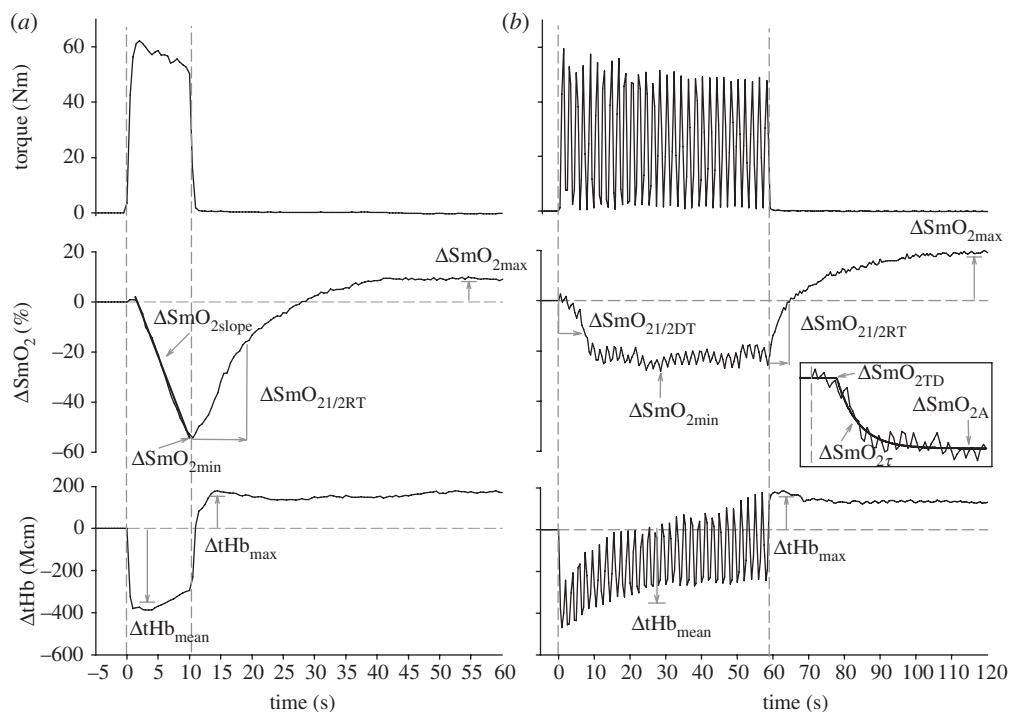 (a)
(b)
torque (Nm)
60
40
20
0
ΔSmO₂ (%)
20
0
−20
−40
−60
ΔSmO₂max
ΔSmO₂slope
ΔSmO₂1/2RT
ΔSmO₂min
ΔSmO₂max
ΔSmO₂1/2DT
ΔSmO₂1/2RT
ΔSmO₂min
ΔSmO₂TD
ΔSmO₂A
ΔSmO₂τ
ΔtHb (Mcm)
200
0
−200
−400
−600
ΔtHbmax
ΔtHbmean
ΔtHbmax
ΔtHbmean
−5 0 5 10 15 20 25 30 35 40 45 50 55 60
time (s)
0 10 20 30 40 50 60 70 80 90 100 110 120
time (s)